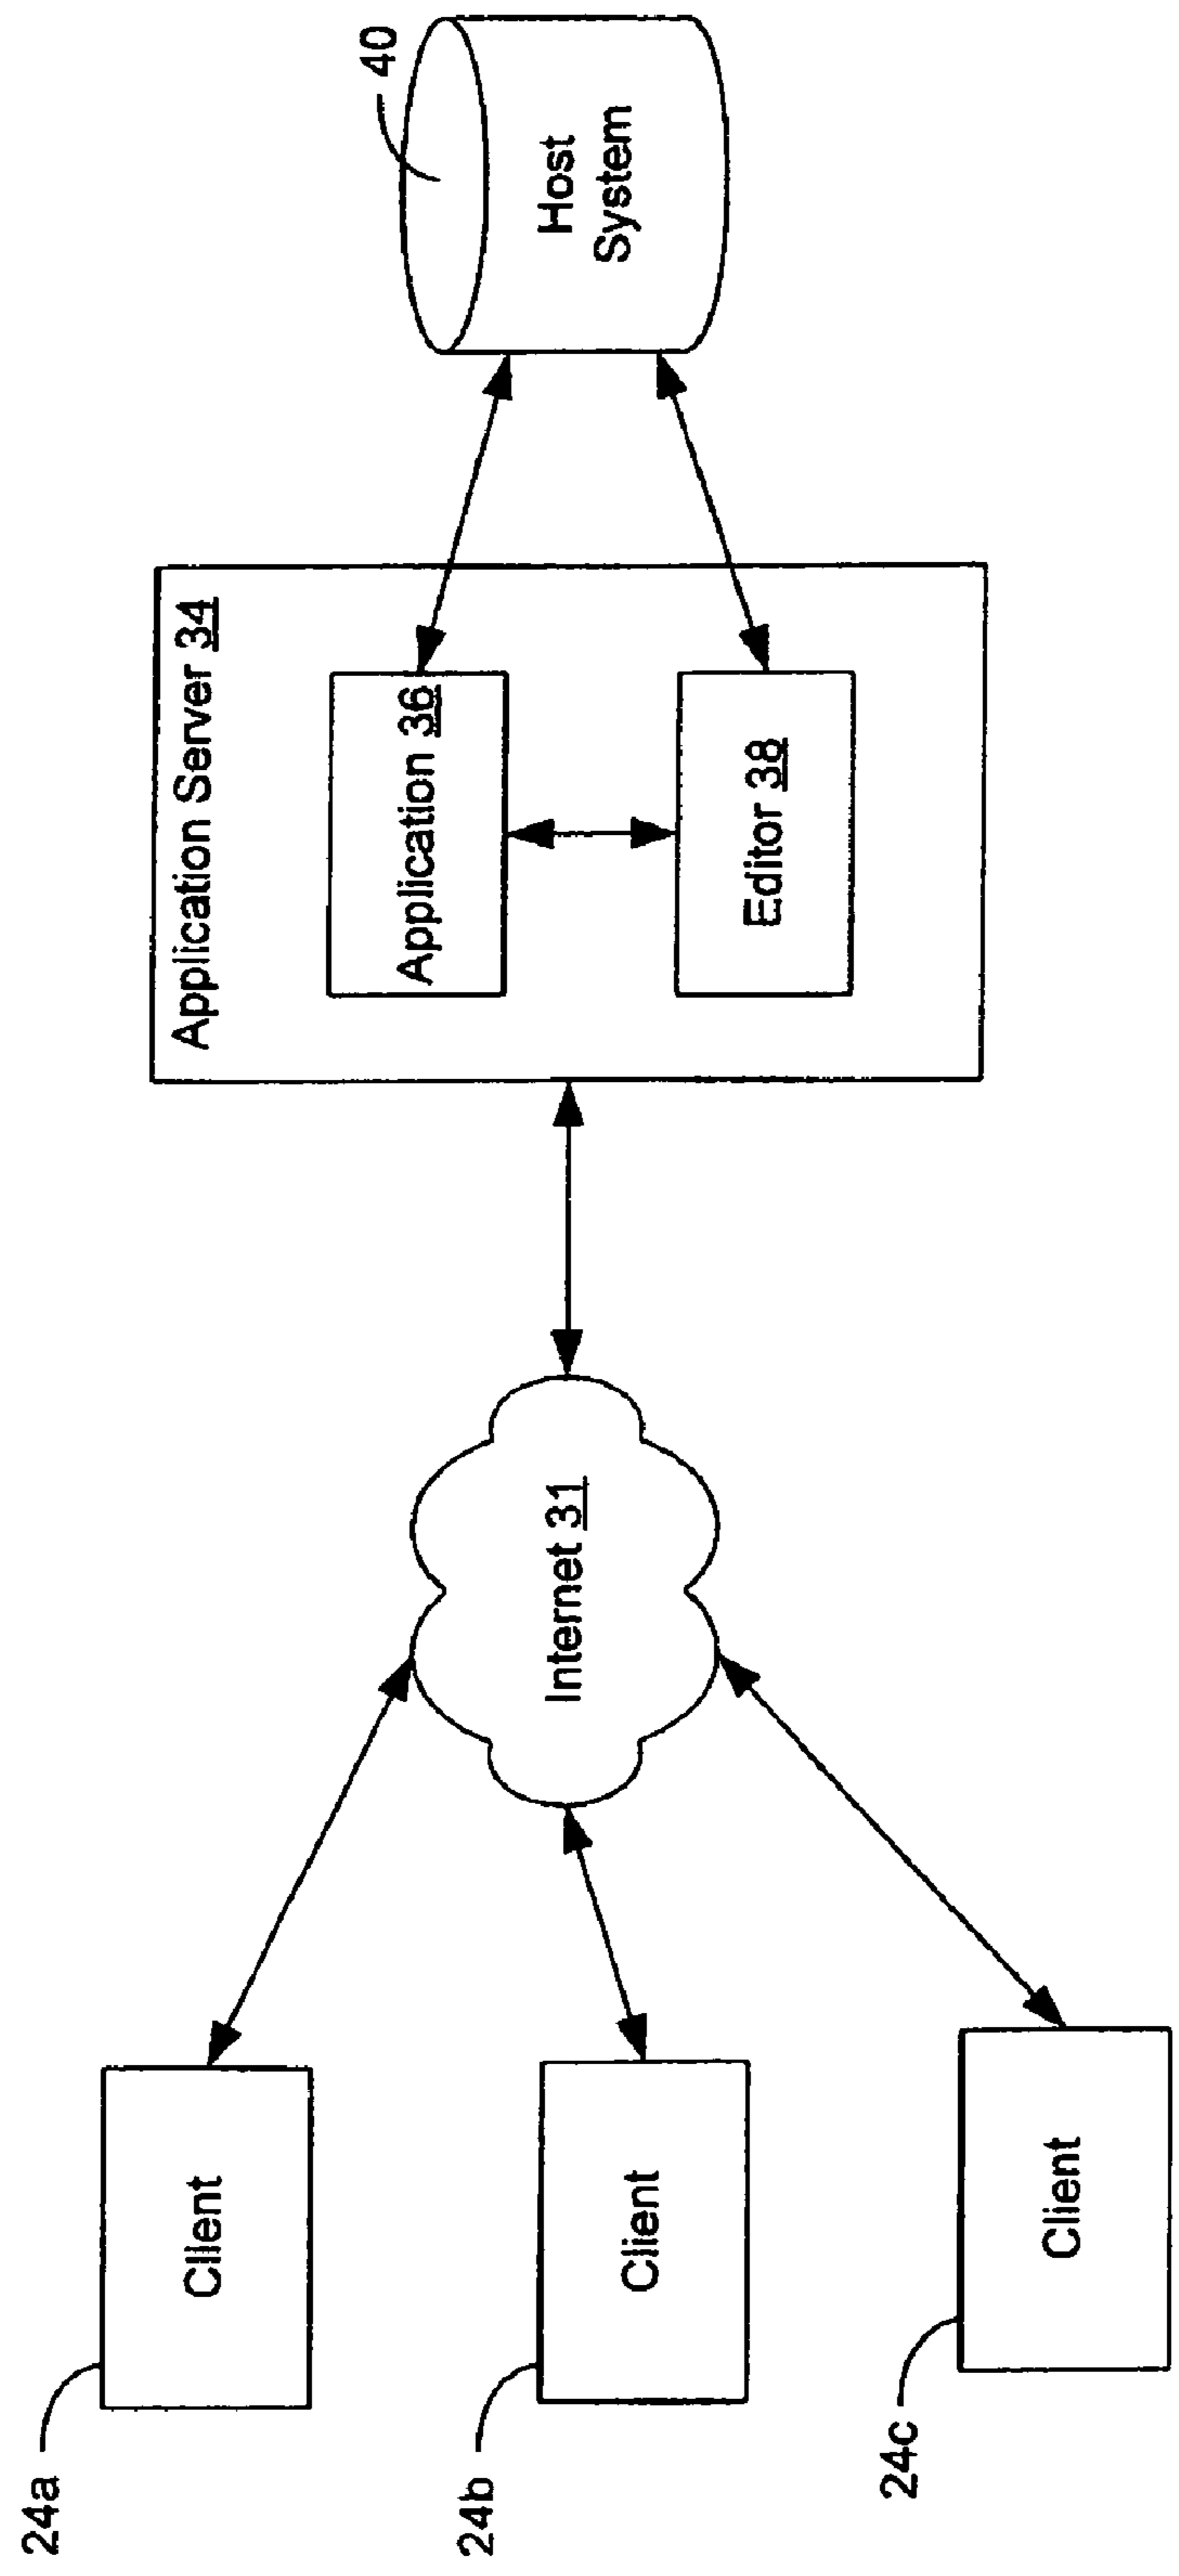 24a
Client
24b
Client
24c
Client
Internet 31
Application Server 34
Application 36
Editor 38
40
Host
System